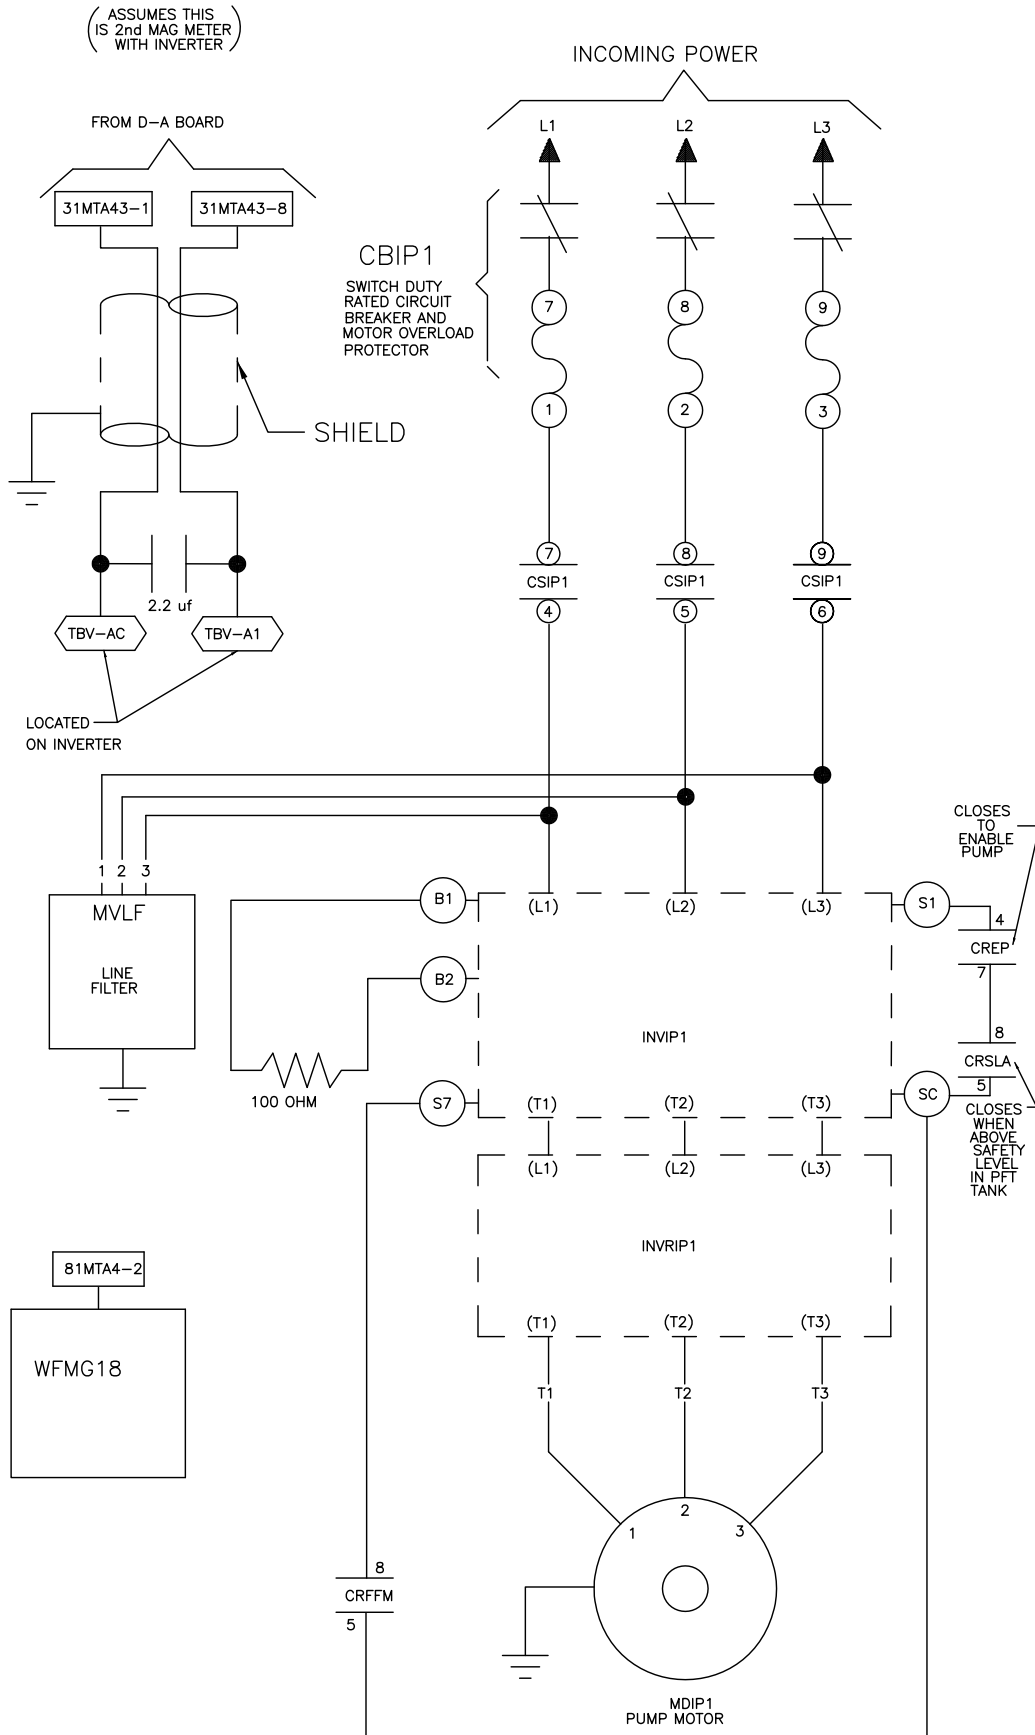 ASSUMES THIS
IS 2nd MAG METER
WITH INVERTER
FROM D-A BOARD
31MTA43-1
31MTA43-8
SHIELD
2.2 uf
TBV-AC
TBV-A1
LOCATED
ON INVERTER
INCOMING POWER
L1
L2
L3
CBIP1
SWITCH DUTY
RATED CIRCUIT
BREAKER AND
MOTOR OVERLOAD
PROTECTOR
7
8
9
1
2
3
7
8
9
CSIP1
CSIP1
CSIP1
4
5
6
1
2
3
MVLF
LINE
FILTER
B1
B2
100 OHM
S7
(L1)
(L2)
(L3)
INVIP1
(T1)
(T2)
(T3)
S1
SC
CLOSES
TO
ENABLE
PUMP
4
CREP
7
8
CRSLA
5
CLOSES
WHEN
ABOVE
SAFETY
LEVEL
IN PFT
TANK
(L1)
(L2)
(L3)
INVRIP1
(T1)
(T2)
(T3)
T1
T2
T3
1
2
3
81MTA4-2
WFMG18
8
CRFFM
5
MDIP1
PUMP MOTOR